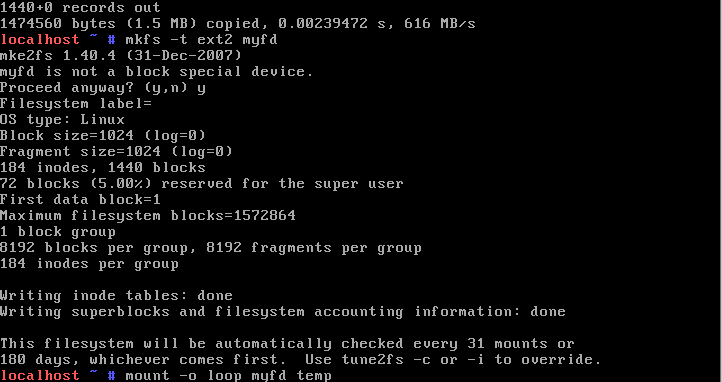 1440+0 records out
1474560 bytes (1.5 MB) copied, 0.00239472 s, 616 MB/s
localhost ~ # mkfs -t ext2 myfd
mke2fs 1.40.4 (31-Dec-2007)
myfd is not a block special device.
Proceed anyway? (y,n) y
Filesystem label=
OS type: Linux
Block size=1024 (log=0)
Fragment size=1024 (log=0)
184 inodes, 1440 blocks
72 blocks (5.00%) reserved for the super user
First data block=1
Maximum filesystem blocks=1572864
1 block group
8192 blocks per group, 8192 fragments per group
184 inodes per group
Writing inode tables: done
Writing superblocks and filesystem accounting information: done
This filesystem will be automatically checked every 31 mounts or
180 days, whichever comes first.  Use tune2fs -c or -i to override.
localhost ~ # mount -o loop myfd temp